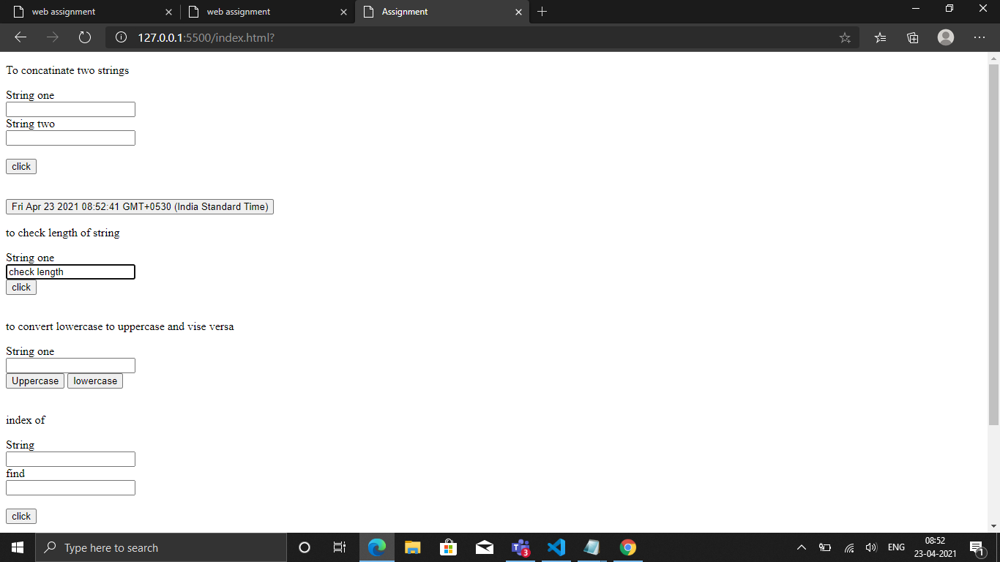 web assignment
web assignment
Assignment
127.0.0.1:5500/index.html?
To concatinate two strings
String one
String two
click
Fri Apr 23 2021 08:52:41 GMT+0530 (India Standard Time)
to check length of string
String one
check length
click
to convert lowercase to uppercase and vise versa
String one
Uppercase lowercase
index of
String
find
click
Type here to search
3
ENG
08:52
23-04-2021
1